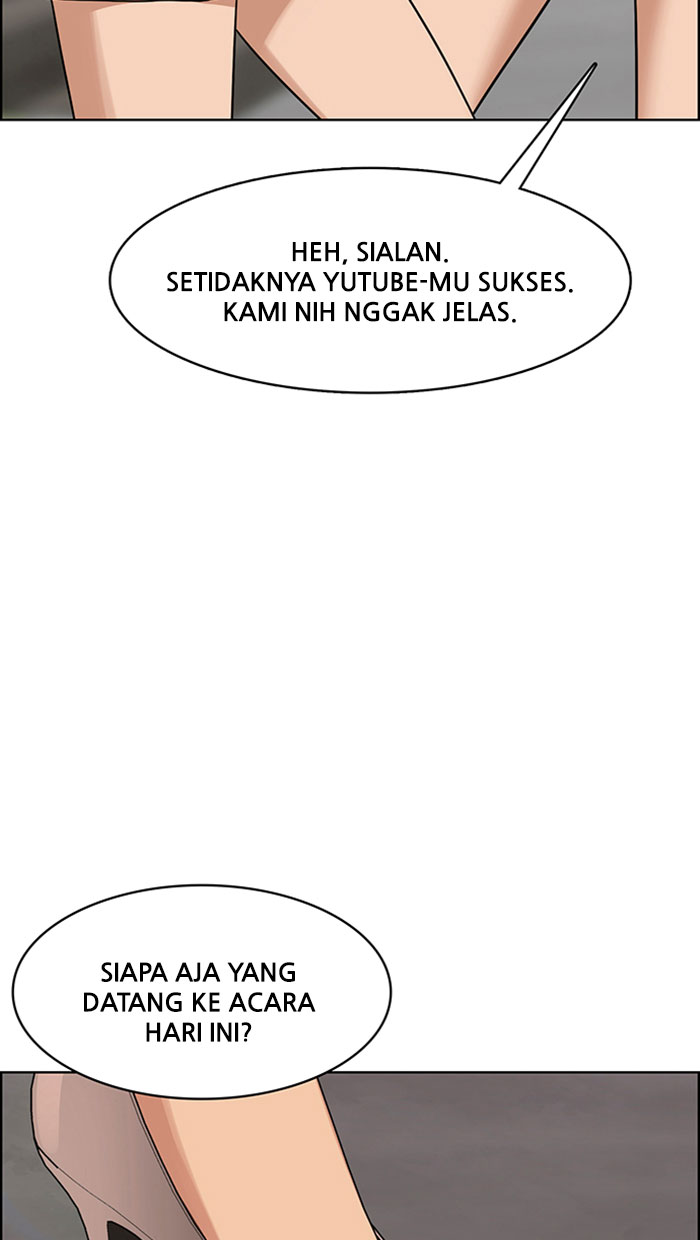 HEH, SIALAN.
SETIDAKNYA YUTUBE-MU SUKSES.
KAMI NIH NGGAK JELAS.
SIAPA AJA YANG
DATANG KE ACARA
HARI INI?